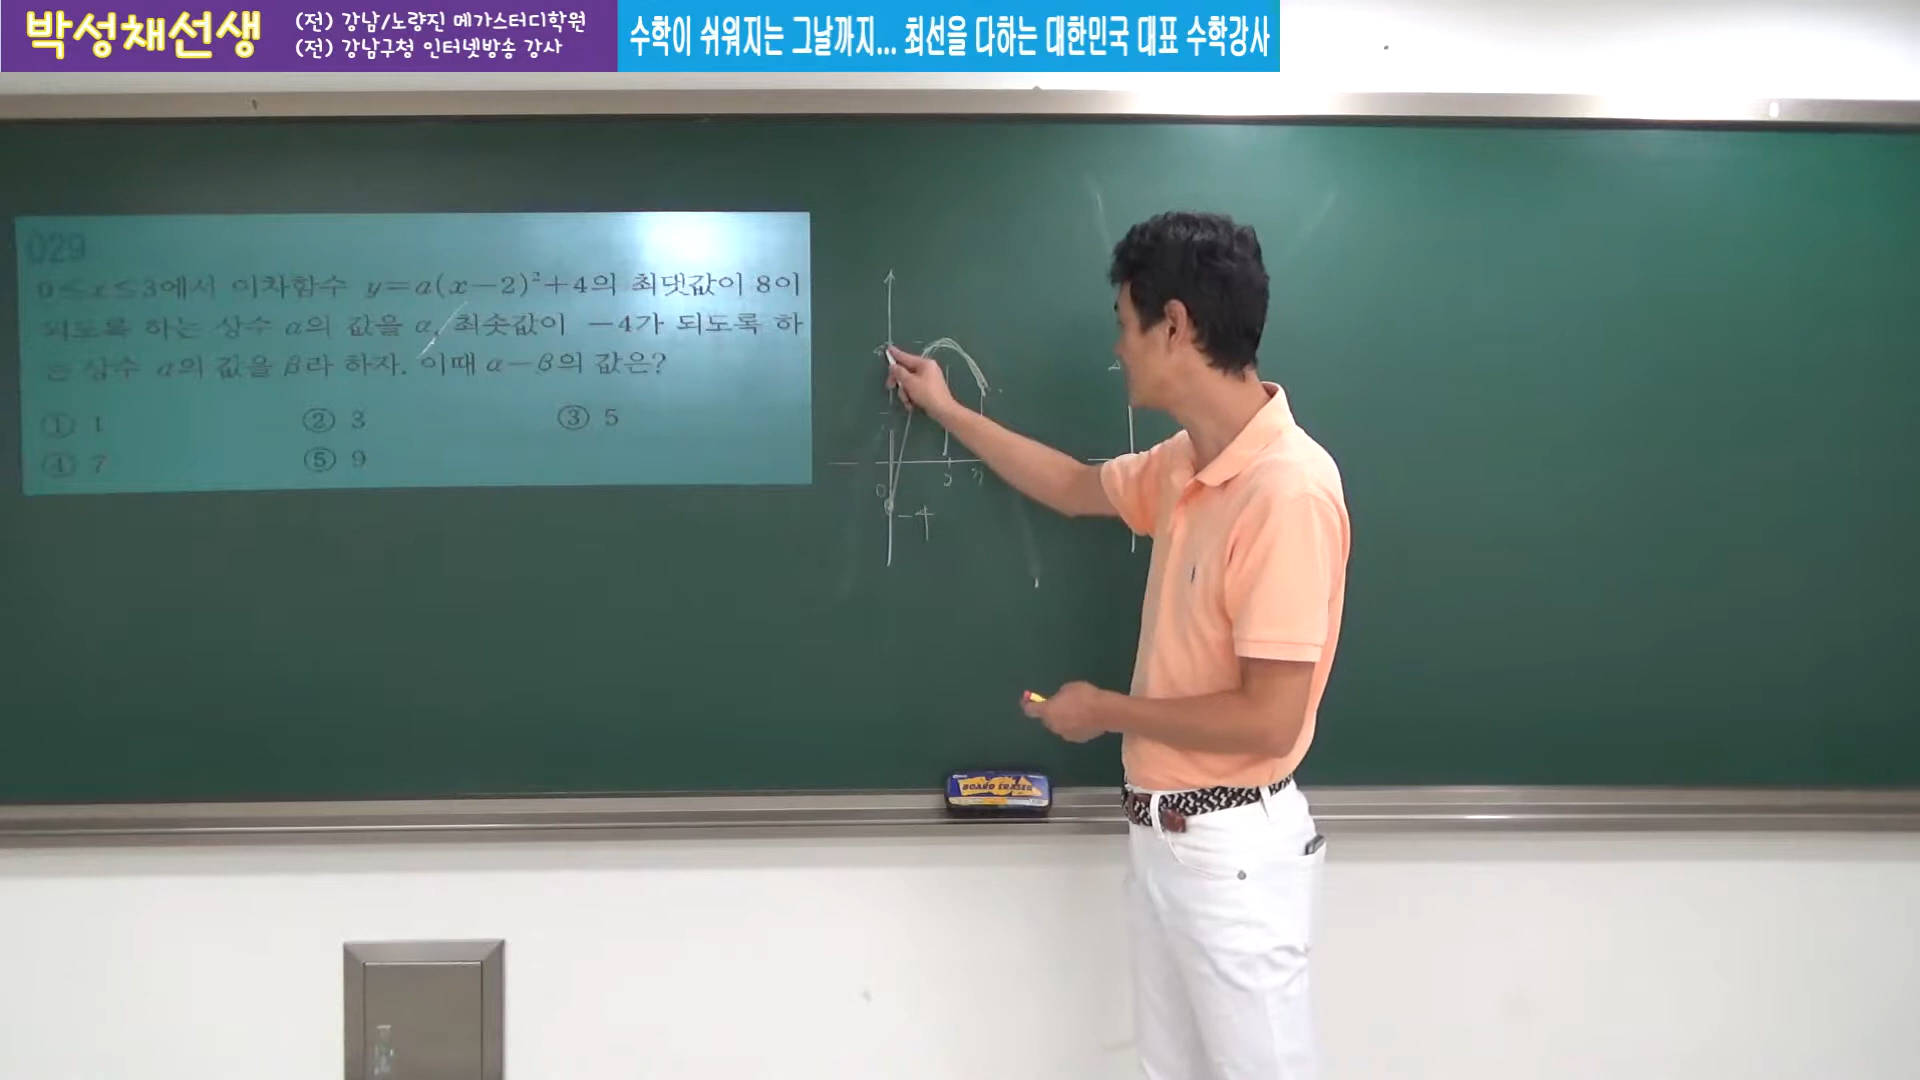 박성채선생
(전) 강남/노량진 메가스터디학원
(전) 강남구청 인터넷방송 강사
수학이 쉬워지는 그날까지... 최선을 다하는 대한민국 대표 수학강사
029
0≤x≤3에서 이차함수 y=a(x-2)²+4의 최댓값이 8이
되도록 하는 상수 a의 값을 α, 최솟값이 -4가 되도록 하
는 상수 a의 값을 β라 하자. 이때 α-β의 값은?
① 1 ② 3 ③ 5
④ 7 ⑤ 9
0
-4
BOARD ERASER